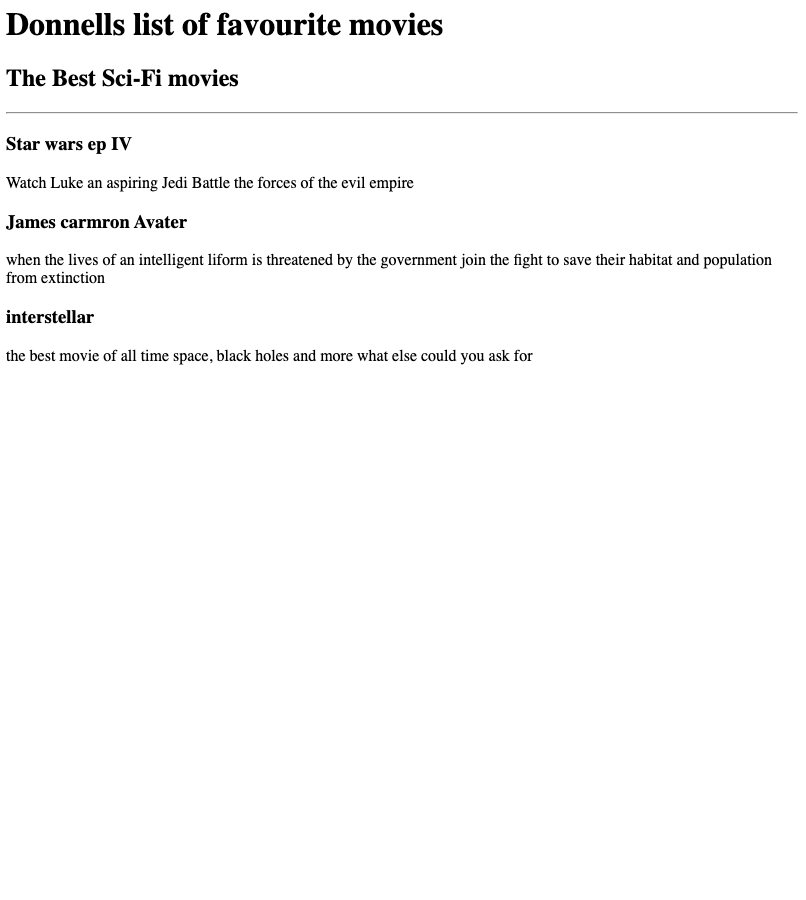 Donnells list of favourite movies
The Best Sci-Fi movies
Star wars ep IV
Watch Luke an aspiring Jedi Battle the forces of the evil empire
James carmron Avater
when the lives of an intelligent liform is threatened by the government join the fight to save their habitat and population
from extinction
interstellar
the best movie of all time space, black holes and more what else could you ask for